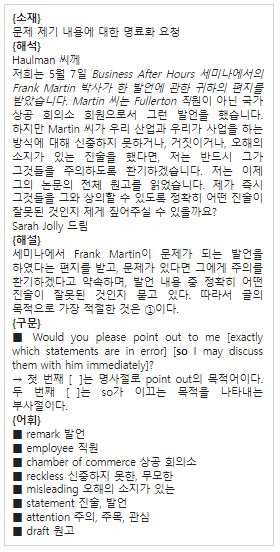 {소재}
문제 제기 내용에 대한 명료화 요청
{해석}
Haulman 씨께
저희는 5월 7일 Business After Hours 세미나에서의
Frank Martin 박사가 한 발언에 관한 귀하의 편지를
받았습니다. Martin 씨는 Fullerton 직원이 아닌 국가
상공 회의소 회원으로서 그런 발언을 했습니다.
하지만 Martin 씨가 우리 산업과 우리가 사업을 하는
방식에 대해 신중하지 못하거나, 거짓이거나, 오해의
소지가 있는 진술을 했다면, 저는 반드시 그가
그것들을 주의하도록 환기하겠습니다. 저는 이제
그의 논문의 전체 원고를 읽었습니다. 제가 즉시
그것들을 그와 상의할 수 있도록 정확히 어떤 진술이
잘못된 것인지 제게 짚어주실 수 있을까요?
Sarah Jolly 드림
{해설}
세미나에서 Frank Martin이 문제가 되는 발언을
하였다는 편지를 받고, 문제가 있다면 그에게 주의를
환기하겠다고 약속하며, 발언 내용 중 정확히 어떤
진술이 잘못된 것인지 묻고 있다. 따라서 글의
목적으로 가장 적절한 것은 ①이다.
{구문}
■ Would you please point out to me [exactly
which statements are in error] [so I may discuss
them with him immediately]?
→ 첫 번째 [ ]는 명사절로 point out의 목적어이다.
두 번째 [ ]는 so가 이끄는 목적을 나타내는
부사절이다.
{어휘}
■ remark 발언
■ employee 직원
■ chamber of commerce 상공 회의소
■ reckless 신중하지 못한, 무모한
■ misleading 오해의 소지가 있는
■ statement 진술, 발언
■ attention 주의, 주목, 관심
■ draft 원고